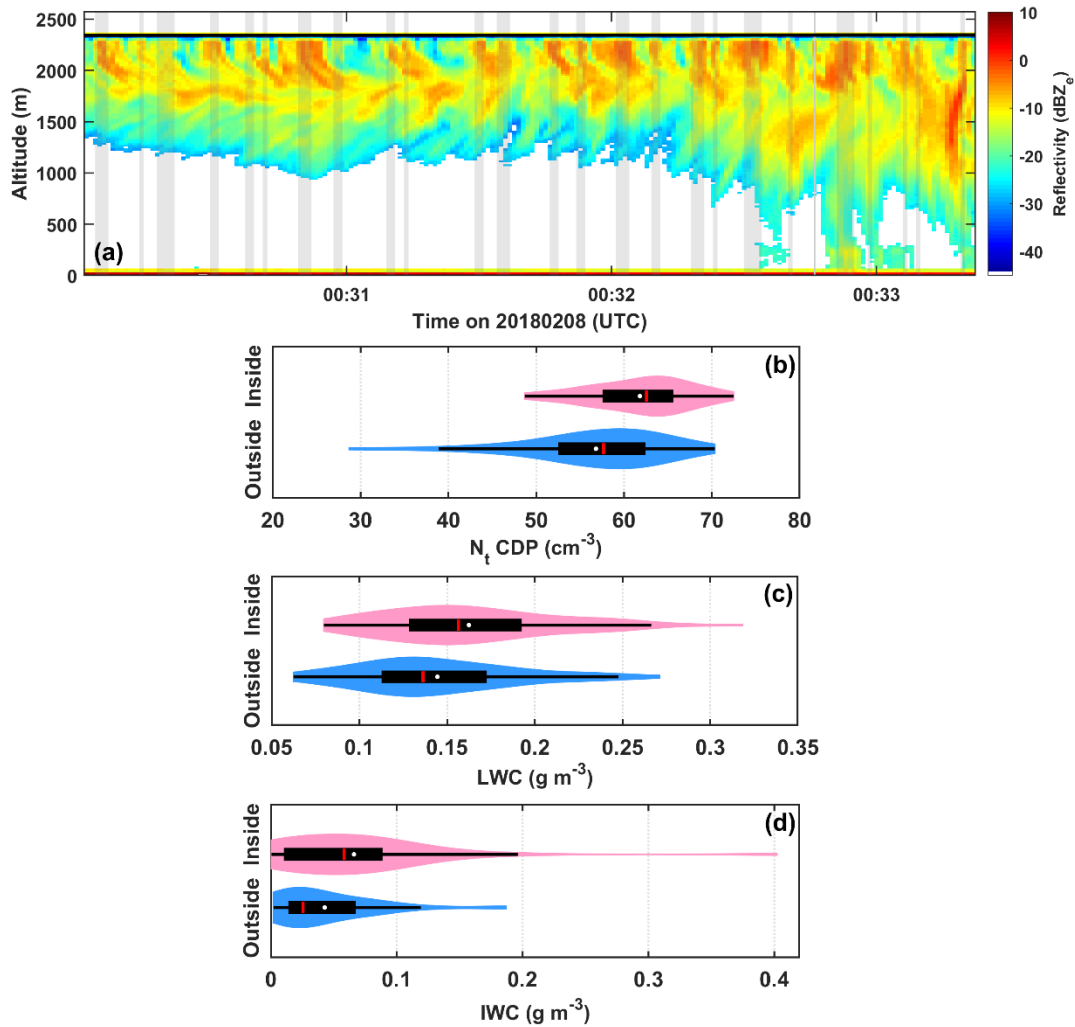 2500
2000
1500
1000
500
0
Altitude (m)
(a)
00:31
00:32
00:33
Time on 20180208 (UTC)
10
0
-10
-20
-30
-40
Reflectivity (dBZe)
(b)
Inside
Outside
20 30 40 50 60 70 80
Nt CDP (cm-3)
(c)
Inside
Outside
0.05 0.1 0.15 0.2 0.25 0.3 0.35
LWC (g m-3)
(d)
Inside
Outside
0 0.1 0.2 0.3 0.4
IWC (g m-3)